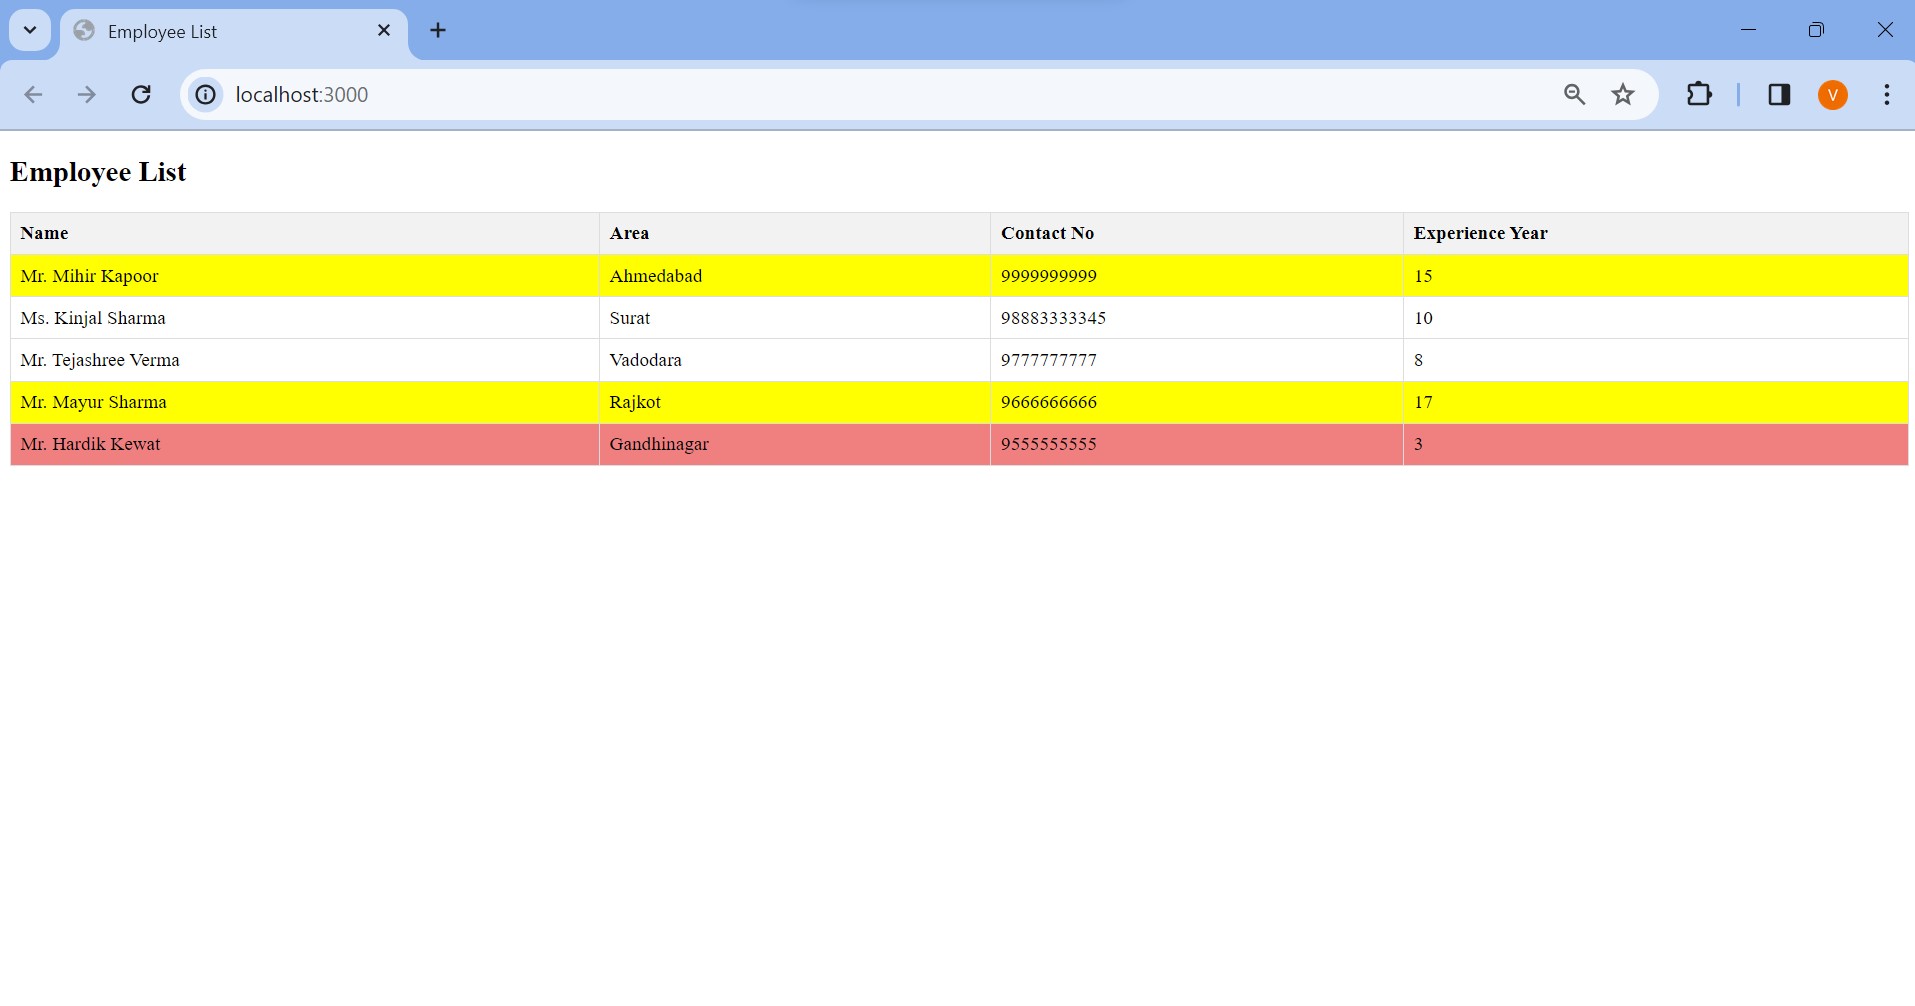 Employee List
localhost:3000
V
Employee List
Name Area Contact No Experience Year
Mr. Mihir Kapoor Ahmedabad 9999999999 15
Ms. Kinjal Sharma Surat 98883333345 10
Mr. Tejashree Verma Vadodara 9777777777 8
Mr. Mayur Sharma Rajkot 9666666666 17
Mr. Hardik Kewat Gandhinagar 9555555555 3